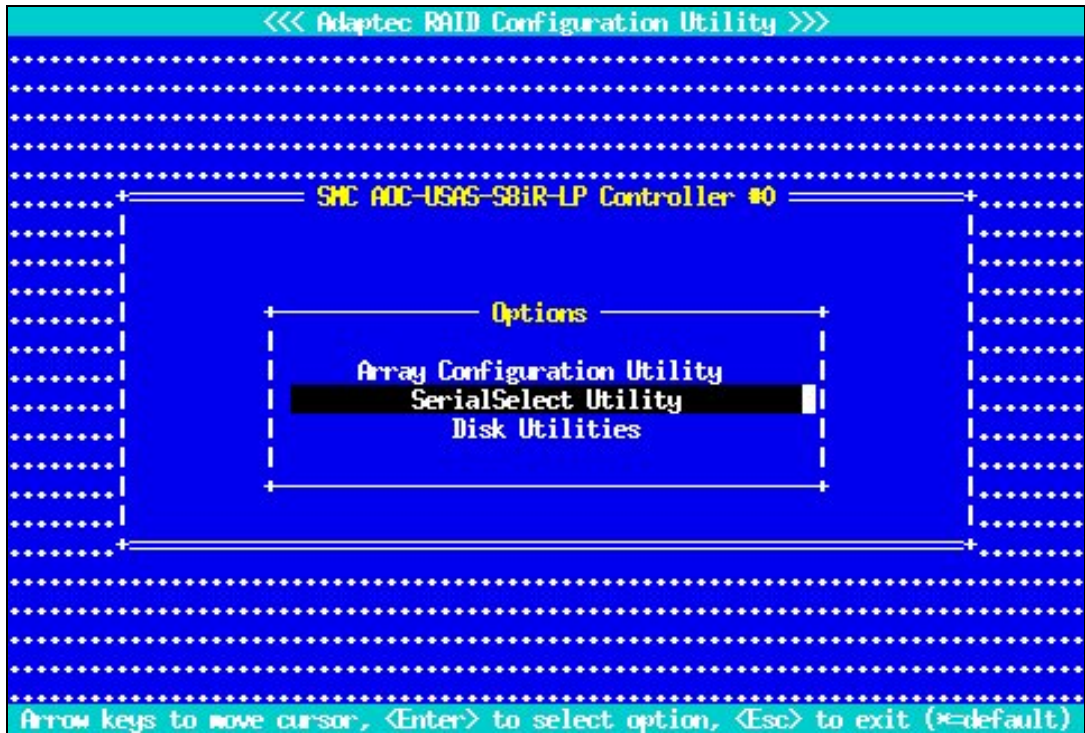 <<< Adaptec RAID Configuration Utility >>>
SMC AOC-USAS-S8iR-LP Controller #0
Options
Array Configuration Utility
SerialSelect Utility
Disk Utilities
Arrow keys to move cursor, <Enter> to select option, <Esc> to exit (*=default)